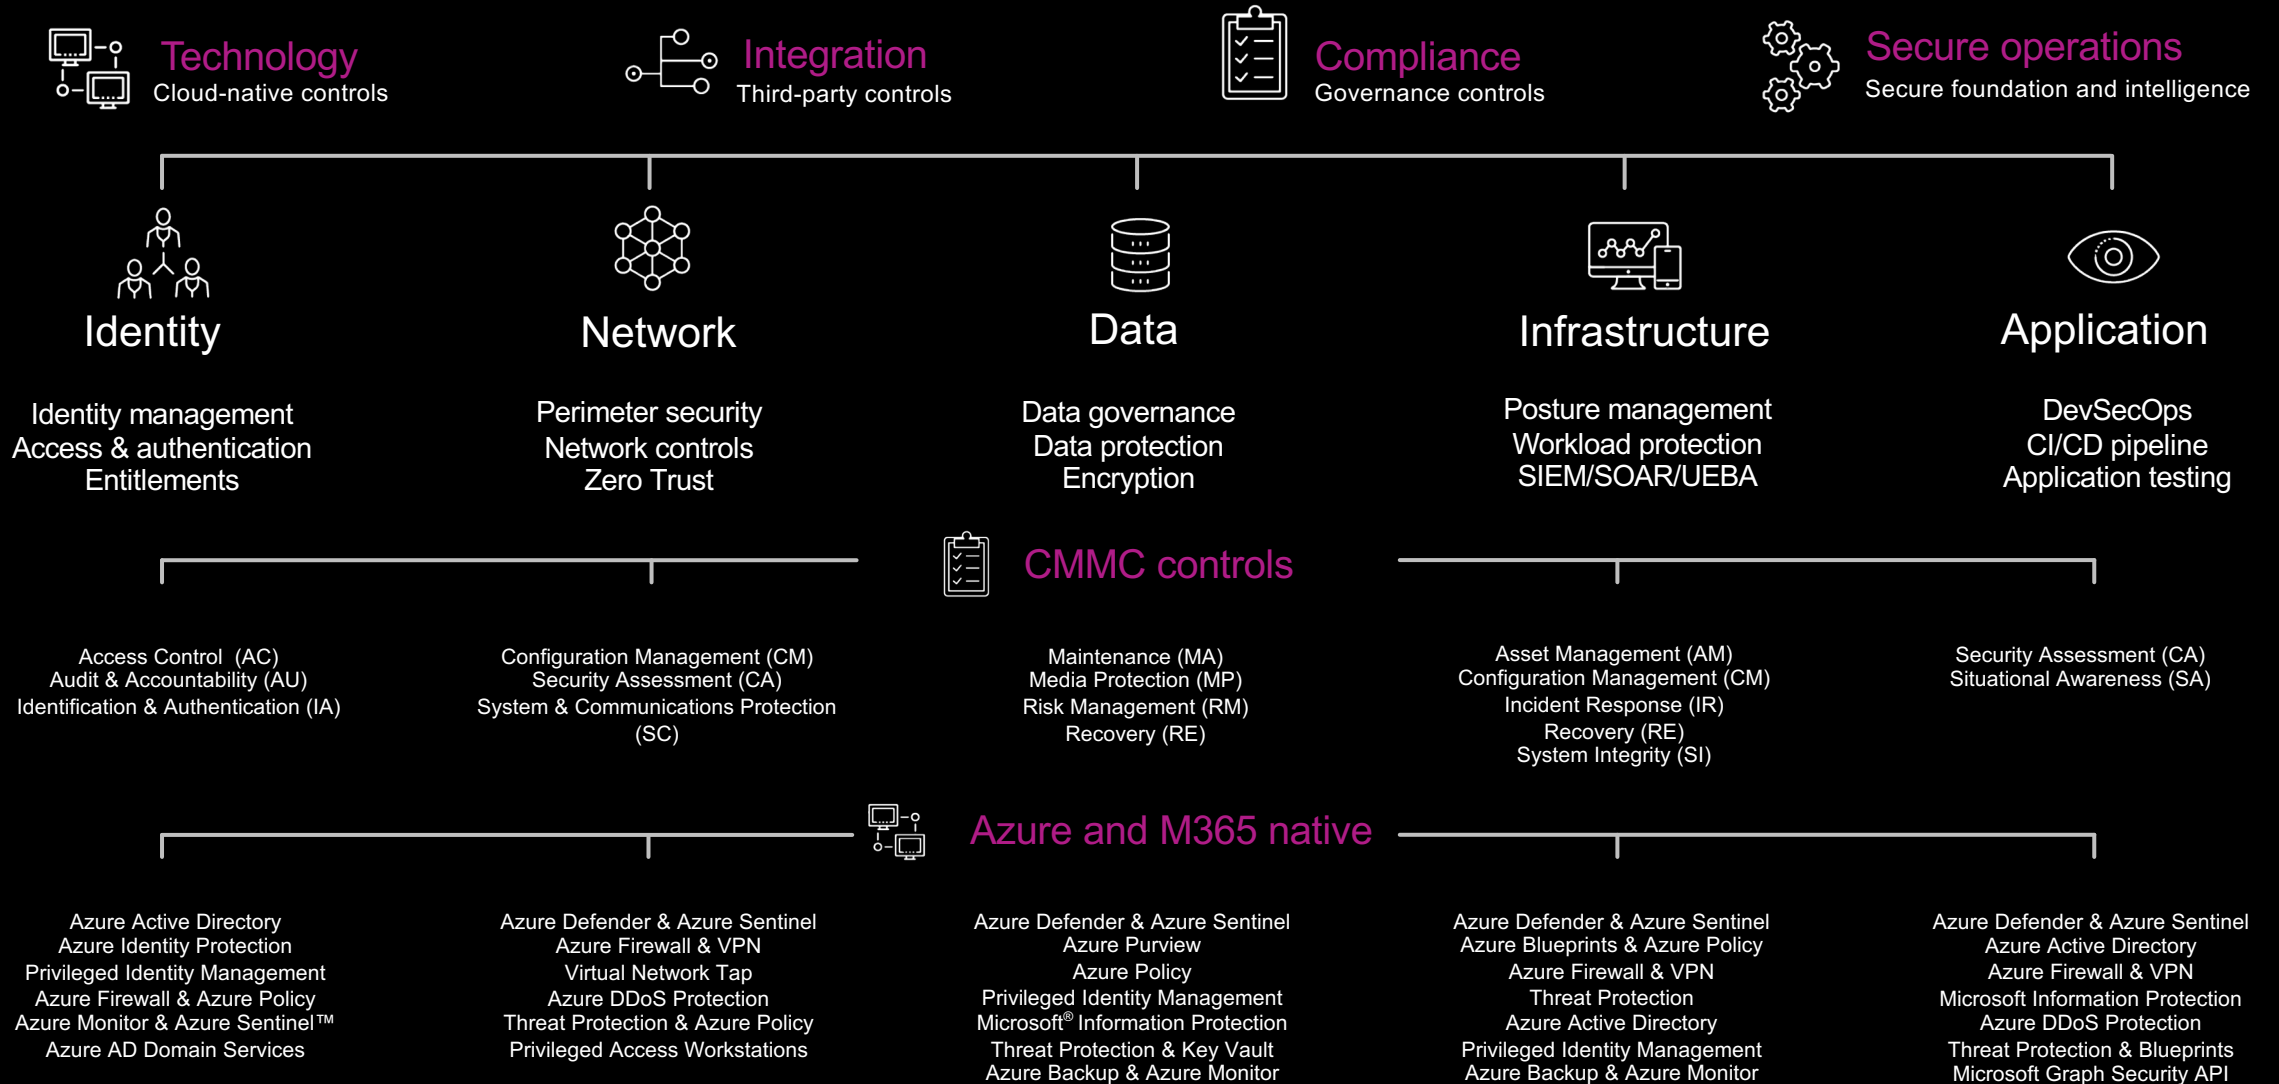 Technology
Cloud-native controls
Integration
Third-party controls
Compliance
Governance controls
Secure operations
Secure foundation and intelligence
Identity
Identity management
Access & authentication
Entitlements
Network
Perimeter security
Network controls
Zero Trust
Data
Data governance
Data protection
Encryption
Infrastructure
Posture management
Workload protection
SIEM/SOAR/UEBA
Application
DevSecOps
CI/CD pipeline
Application testing
CMMC controls
Access Control (AC)
Audit & Accountability (AU)
Identification & Authentication (IA)
Configuration Management (CM)
Security Assessment (CA)
System & Communications Protection
(SC)
Maintenance (MA)
Media Protection (MP)
Risk Management (RM)
Recovery (RE)
Asset Management (AM)
Configuration Management (CM)
Incident Response (IR)
Recovery (RE)
System Integrity (SI)
Security Assessment (CA)
Situational Awareness (SA)
Azure and M365 native
Azure Active Directory
Azure Identity Protection
Privileged Identity Management
Azure Firewall & Azure Policy
Azure Monitor & Azure Sentinel™
Azure AD Domain Services
Azure Defender & Azure Sentinel
Azure Firewall & VPN
Virtual Network Tap
Azure DDoS Protection
Threat Protection & Azure Policy
Privileged Access Workstations
Azure Defender & Azure Sentinel
Azure Purview
Azure Policy
Privileged Identity Management
Microsoft® Information Protection
Threat Protection & Key Vault
Azure Backup & Azure Monitor
Azure Defender & Azure Sentinel
Azure Blueprints & Azure Policy
Azure Firewall & VPN
Threat Protection
Azure Active Directory
Privileged Identity Management
Azure Backup & Azure Monitor
Azure Defender & Azure Sentinel
Azure Active Directory
Azure Firewall & VPN
Microsoft Information Protection
Azure DDoS Protection
Threat Protection & Blueprints
Microsoft Graph Security API